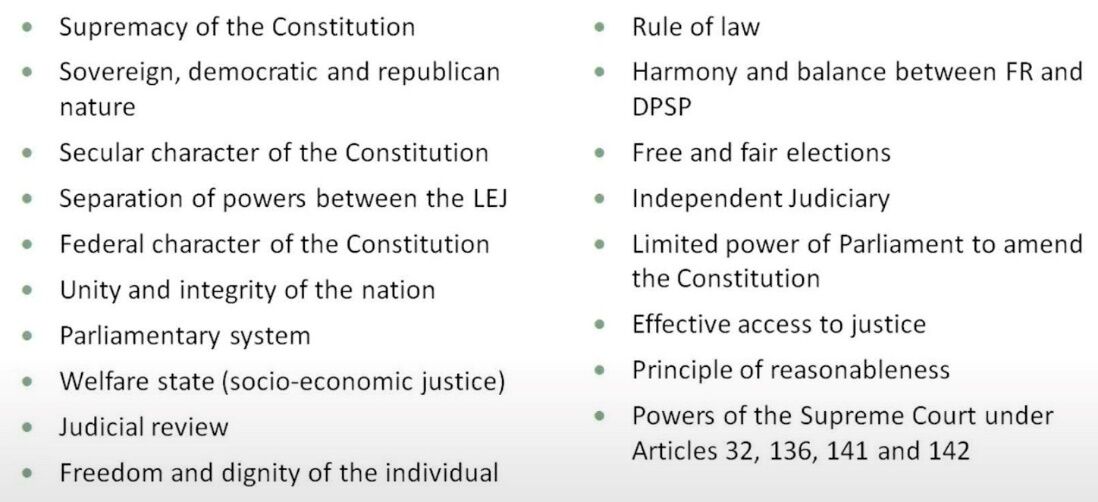 Supremacy of the Constitution
Sovereign, democratic and republican
nature
Secular character of the Constitution
Separation of powers between the LEJ
Federal character of the Constitution
Unity and integrity of the nation
Parliamentary system
Welfare state (socio-economic justice)
Judicial review
Freedom and dignity of the individual
Rule of law
Harmony and balance between FR and
DPSP
Free and fair elections
Independent Judiciary
Limited power of Parliament to amend
the Constitution
Effective access to justice
Principle of reasonableness
Powers of the Supreme Court under
Articles 32, 136, 141 and 142